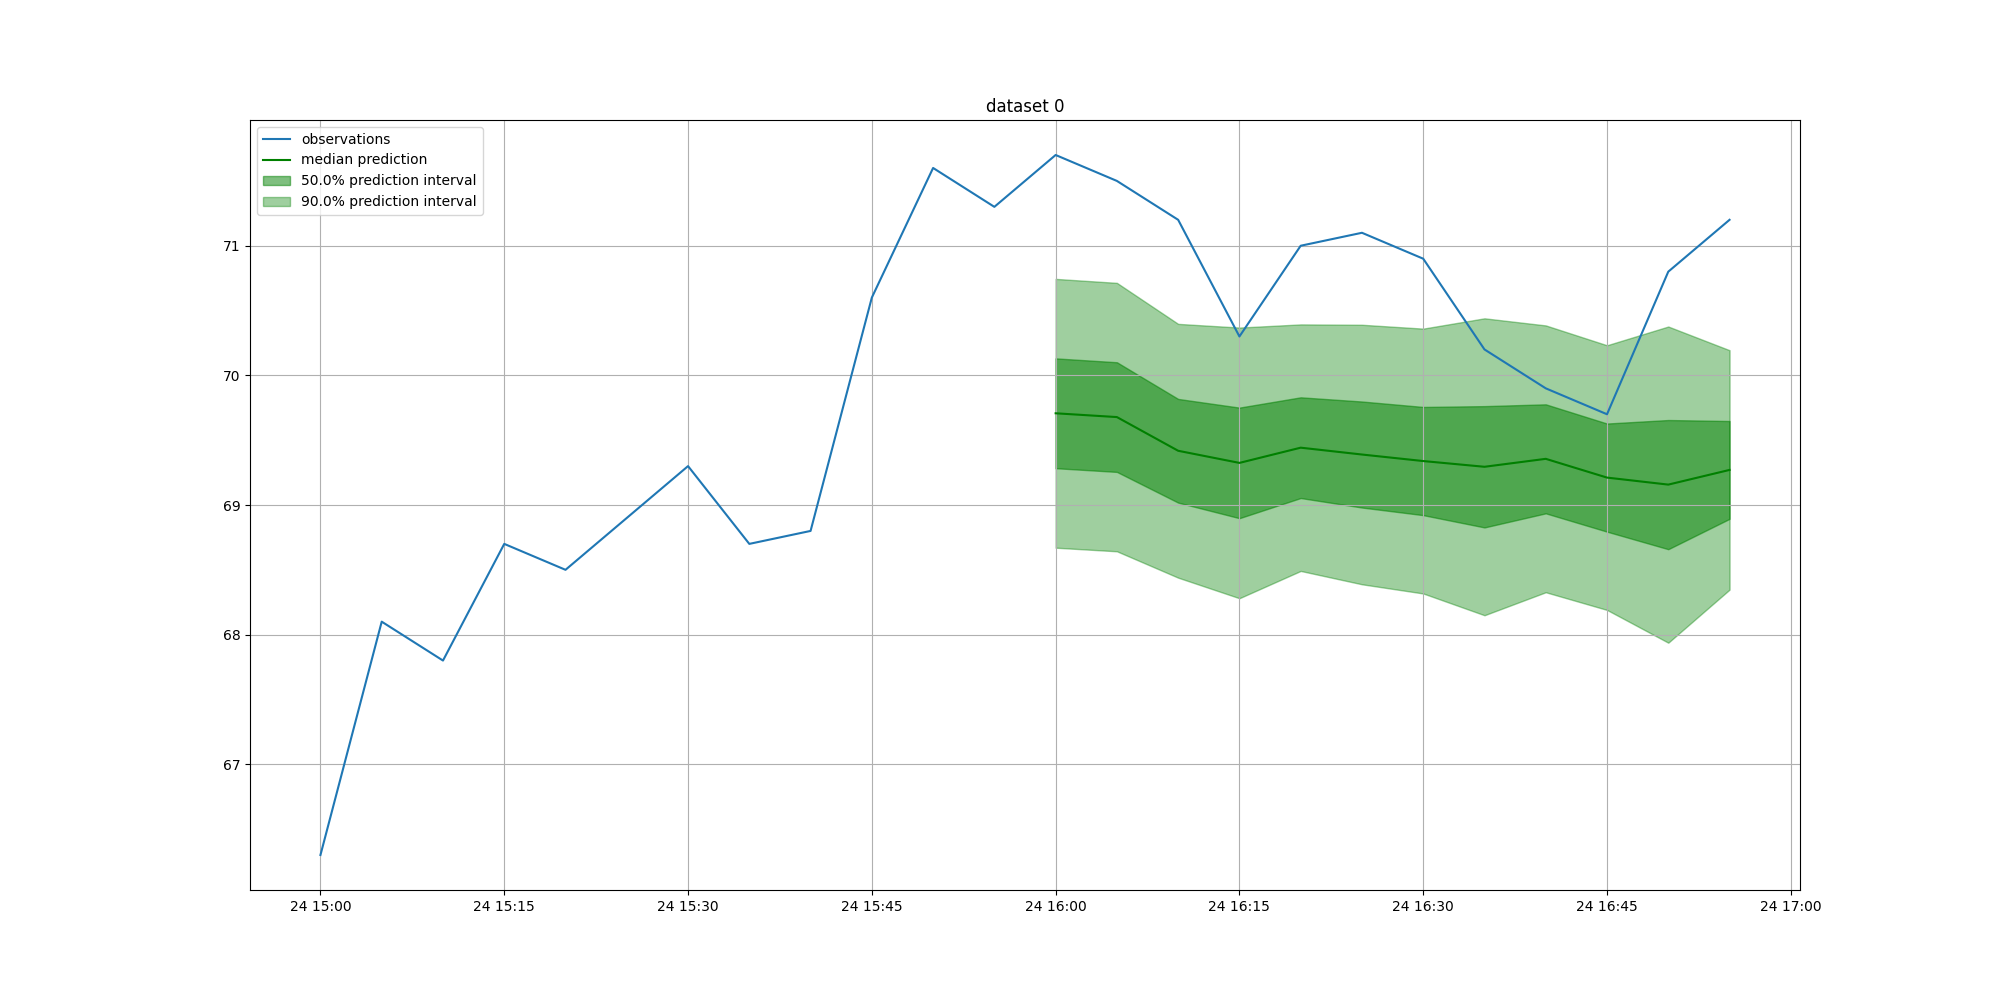 dataset 0
observations
median prediction
50.0% prediction interval
90.0% prediction interval
71
70
69
68
67
24 15:00
24 15:15
24 15:30
24 15:45
24 16:00
24 16:15
24 16:30
24 16:45
24 17:00